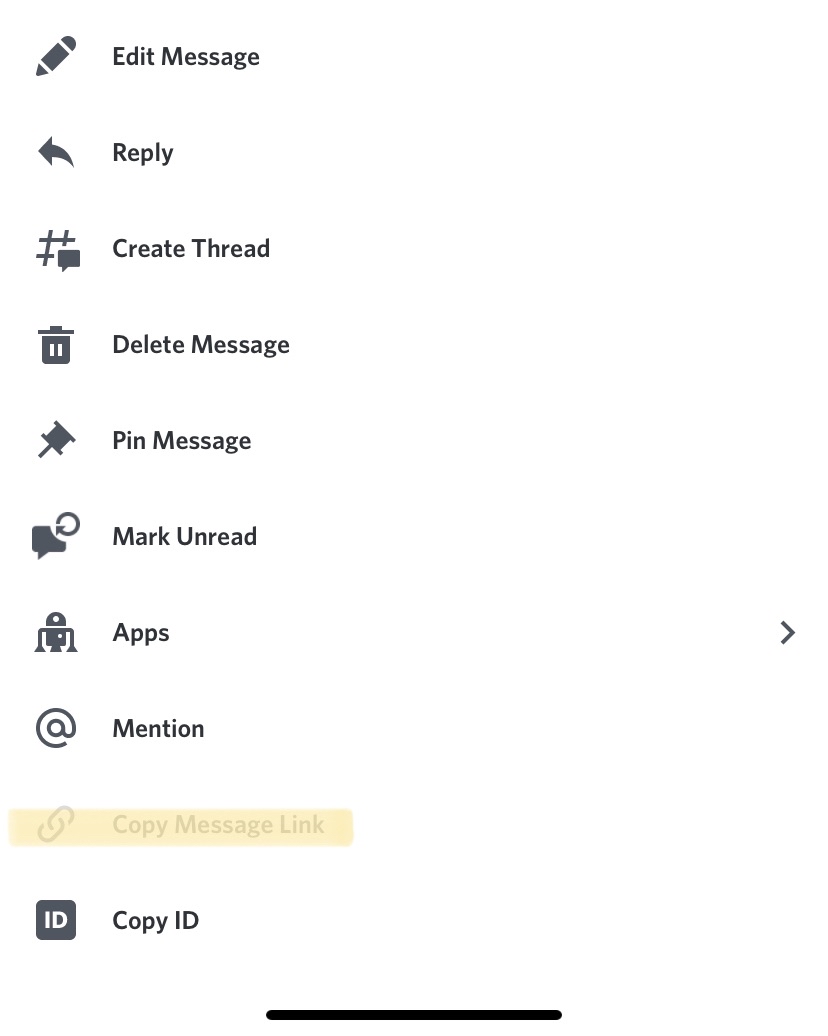 Edit Message
Reply
Create Thread
Delete Message
Pin Message
Mark Unread
Apps
Mention
Copy Message Link
ID Copy ID